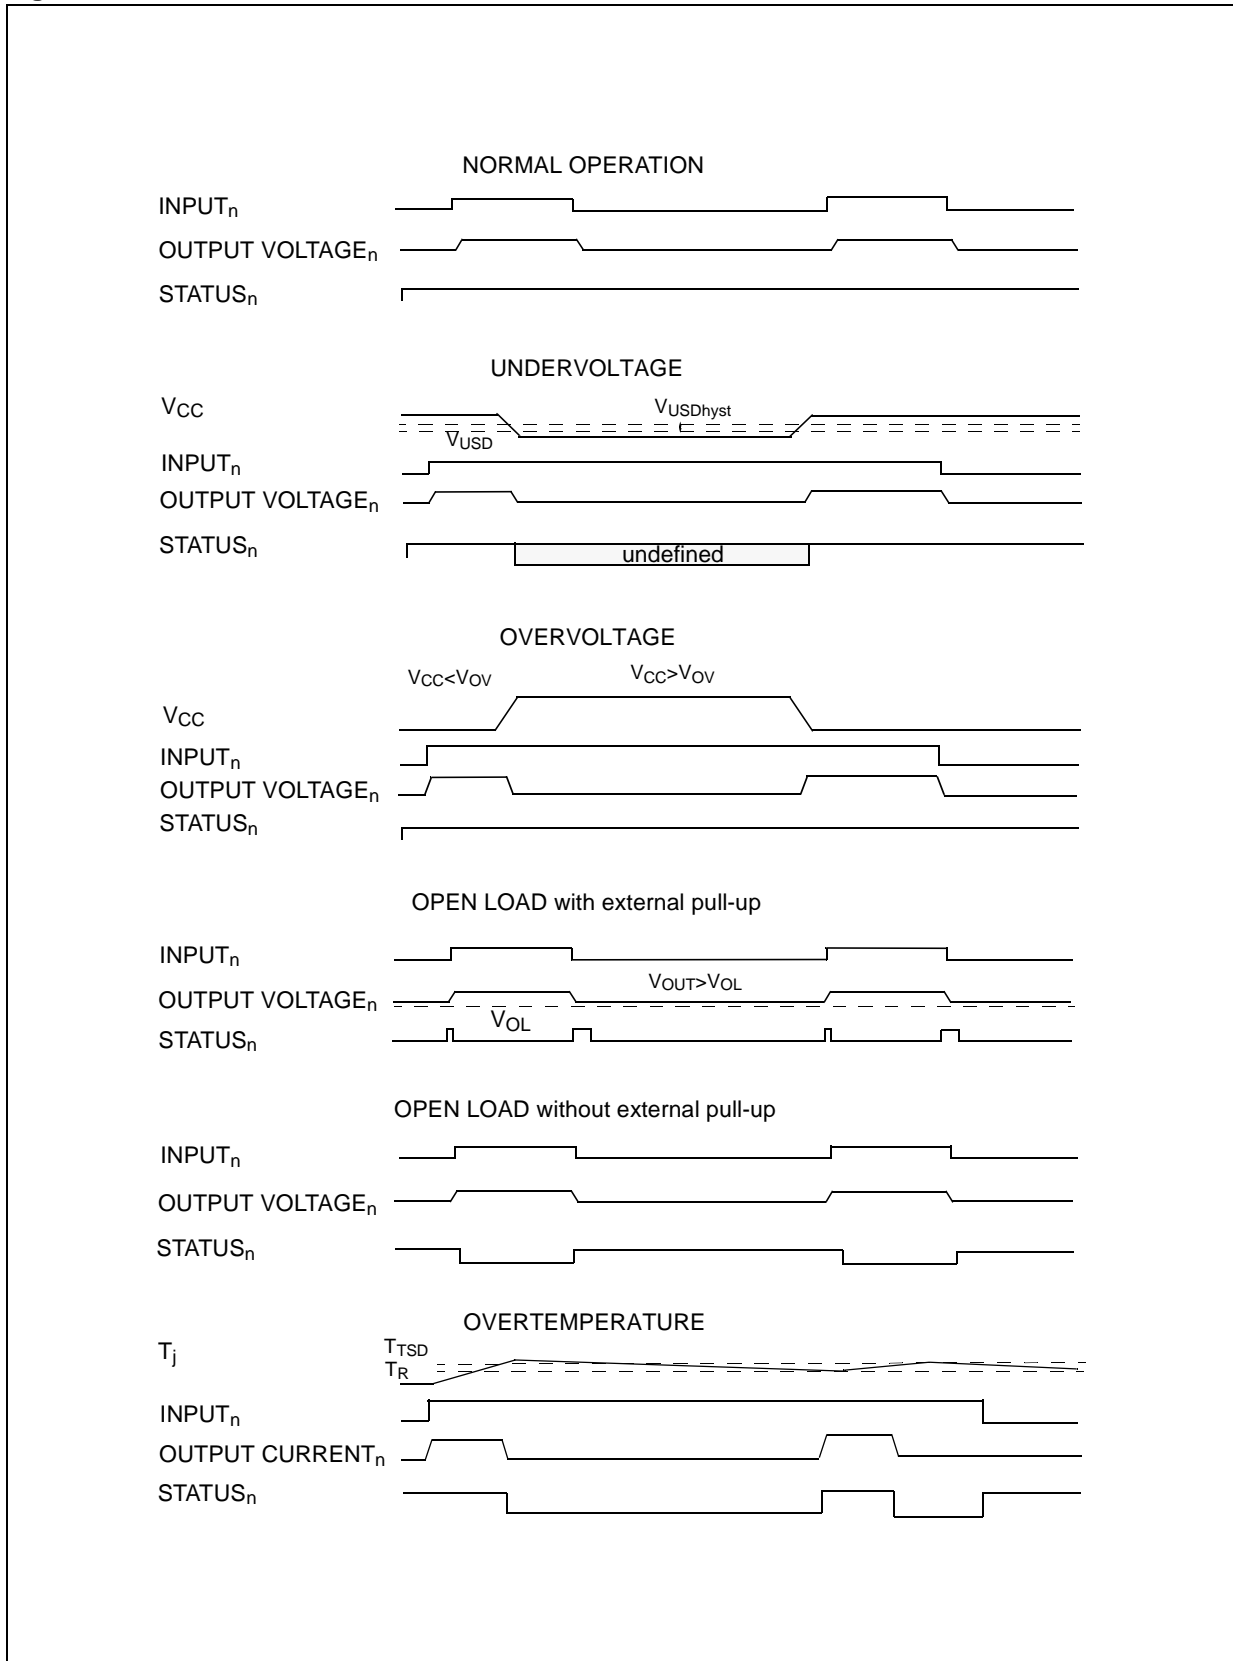 NORMAL OPERATION
INPUTn
OUTPUT VOLTAGEn
STATUSn
UNDERVOLTAGE
VCC
VUSDhyst
VUSD
INPUTn
OUTPUT VOLTAGEn
STATUSn
undefined
OVERVOLTAGE
VCC<VOV
VCC>VOV
VCC
INPUTn
OUTPUT VOLTAGEn
STATUSn
OPEN LOAD with external pull-up
INPUTn
VOUT>VOL
OUTPUT VOLTAGEn
VOL
STATUSn
OPEN LOAD without external pull-up
INPUTn
OUTPUT VOLTAGEn
STATUSn
OVERTEMPERATURE
Tj
TTSD
TR
INPUTn
OUTPUT CURRENTn
STATUSn